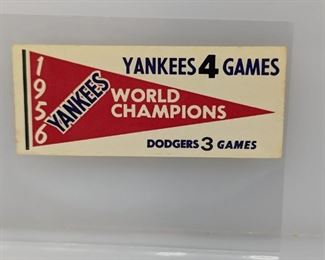 YANKEES 4 GAMES
1956
YANKEES
WORLD
CHAMPIONS
DODGERS 3 GAMES